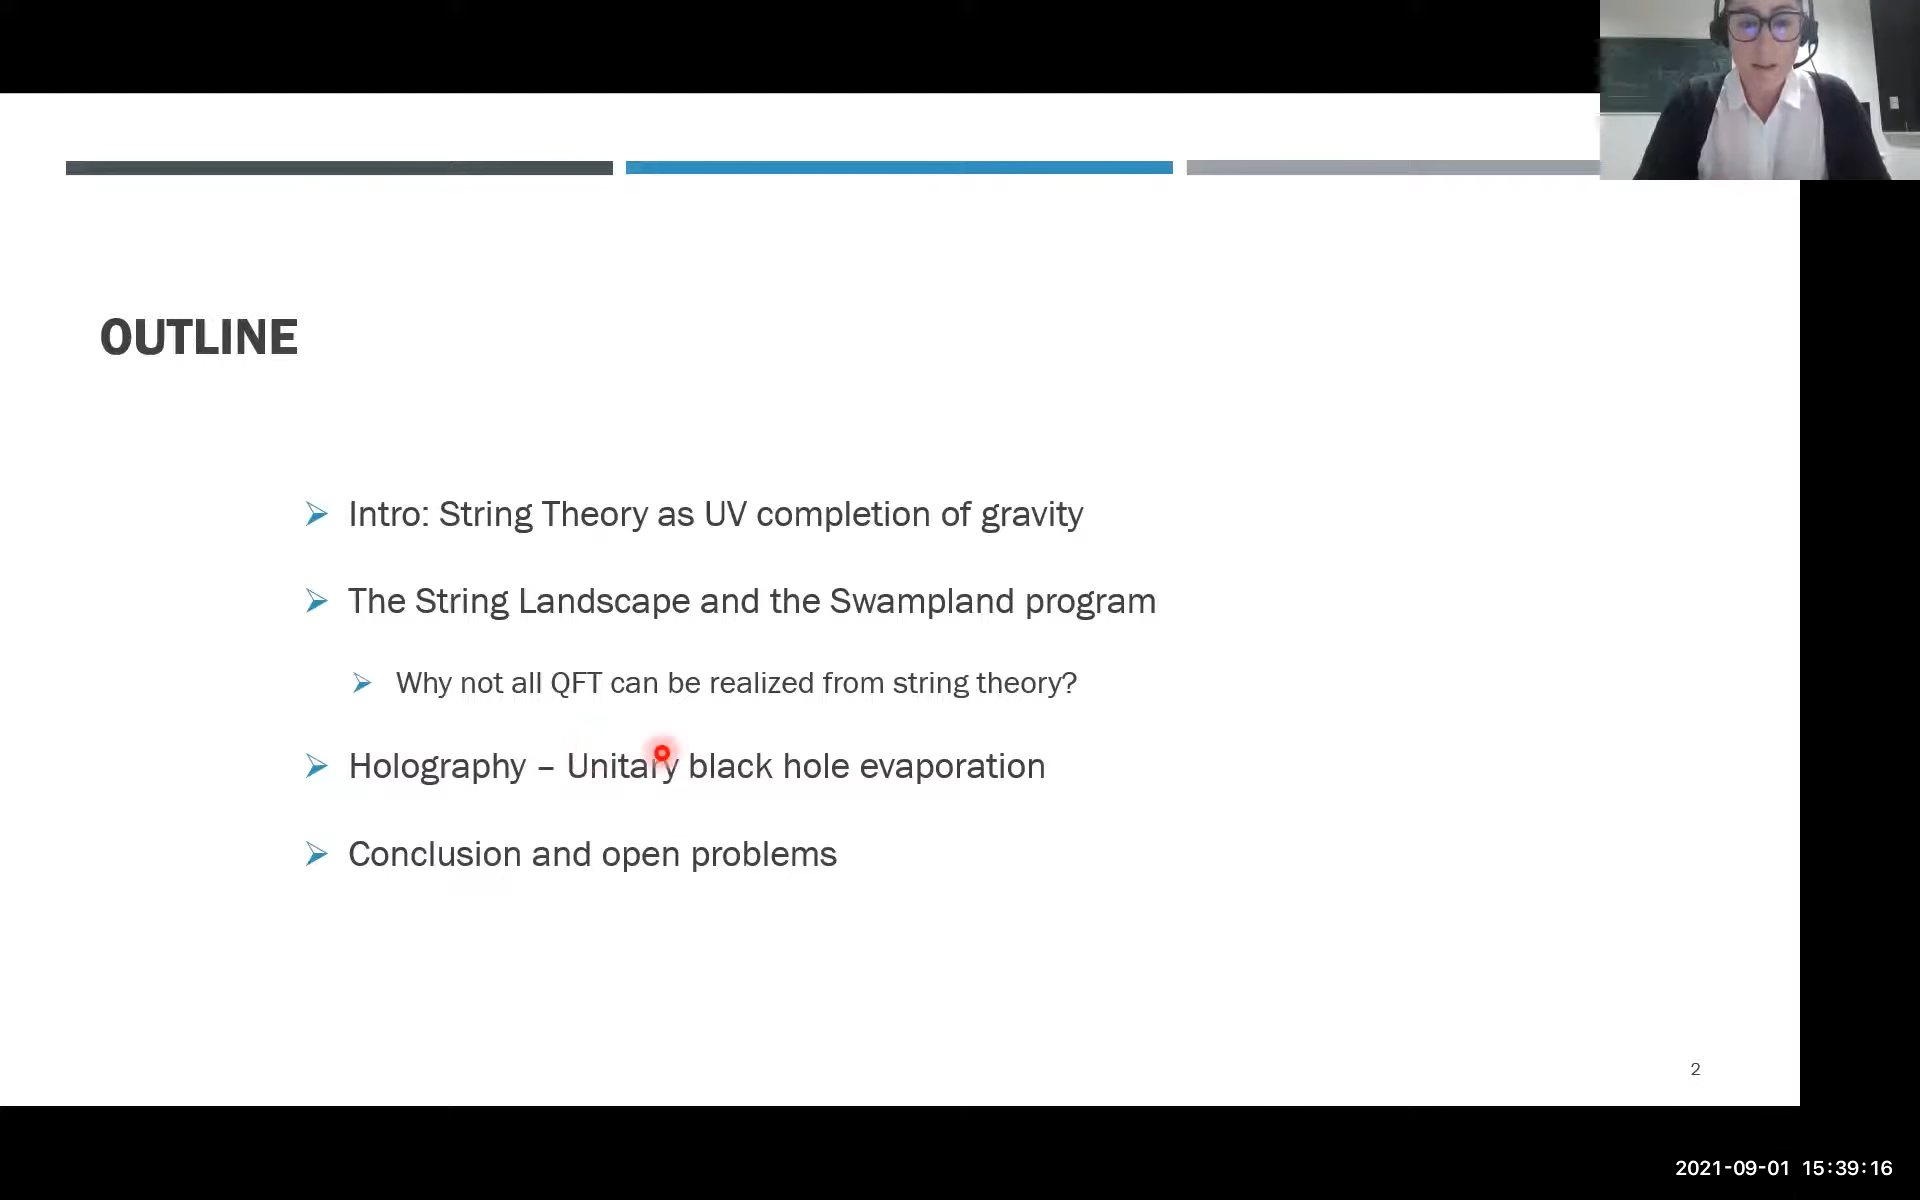 OUTLINE
Intro: String Theory as UV completion of gravity
The String Landscape and the Swampland program
Why not all QFT can be realized from string theory?
Holography – Unitary black hole evaporation
Conclusion and open problems
2
2021-09-01 15:39:16